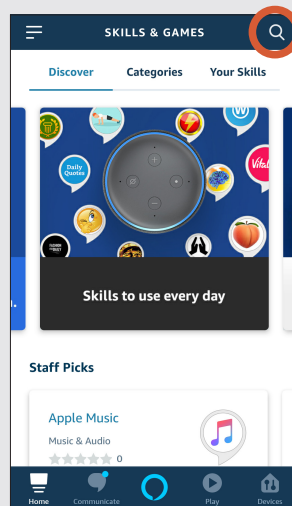 SKILLS & GAMES
Discover Categories Your Skills
W
Daily
Quotes
Vita
Skills to use every day
Staff Picks
Apple Music
Music & Audio
0
Home Communicate Play Devices